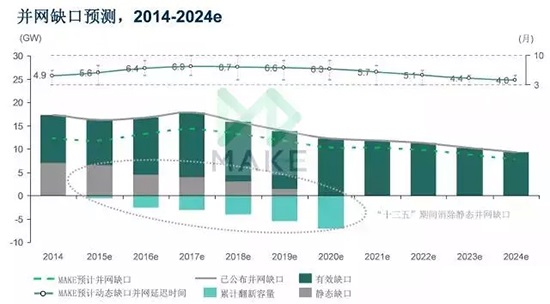 并网缺口预测，2014-2024e
(GW)
(月)
30
25
20
15
10
5
0
-5
-10
10
3
4.9
5.6
6.4
6.9
6.7
6.6
6.3
5.7
5.1
4.4
4.0
MAKE
“十三五”期间消除静态并网缺口
2014
2015e
2016e
2017e
2018e
2019e
2020e
2021e
2022e
2023e
2024e
MAKE预计并网缺口
已公布并网缺口
有效缺口
MAKE预计动态缺口并网延迟时间
累计翻新容量
静态缺口